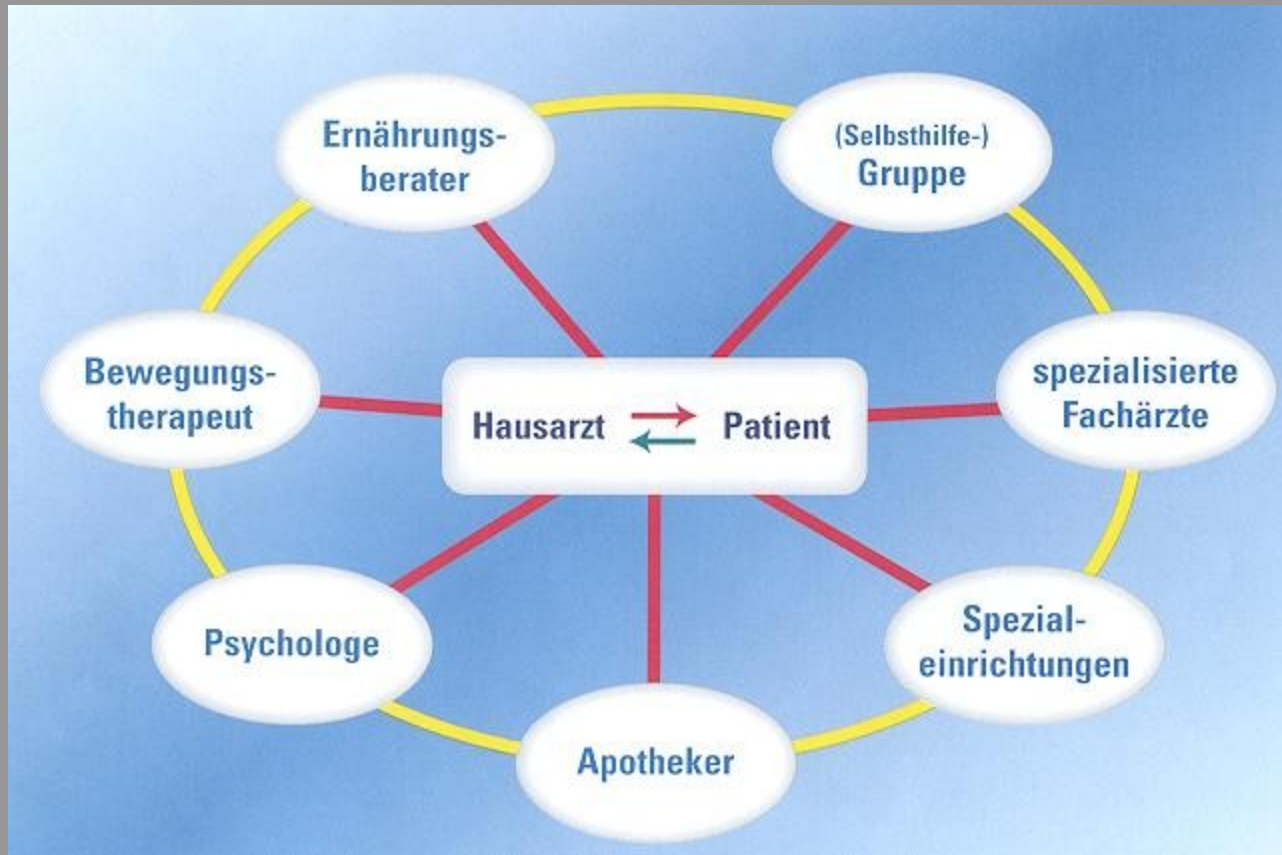 Ernährungs-
berater
(Selbsthilfe-)
Gruppe
Bewegungs-
therapeut
Hausarzt
Patient
spezialisierte
Fachärzte
Psychologe
Spezial-
einrichtungen
Apotheker